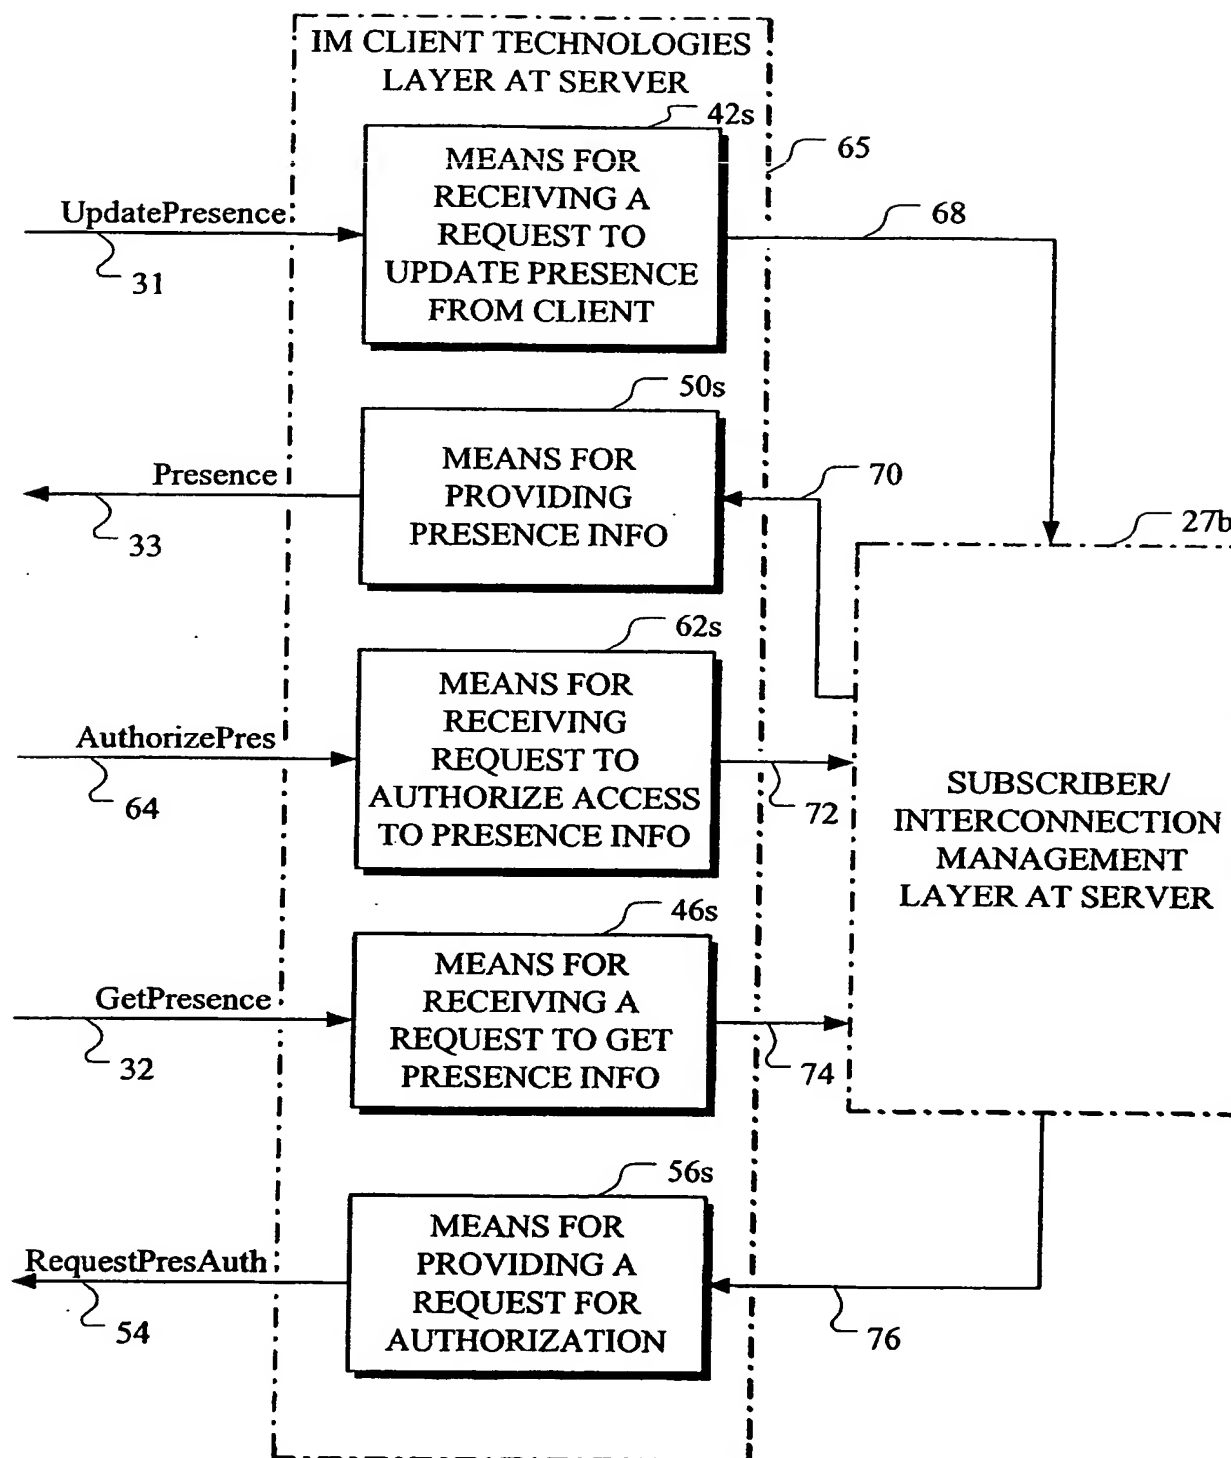 IM CLIENT TECHNOLOGIES
LAYER AT SERVER
42s
65
MEANS FOR
RECEIVING A
REQUEST TO
UPDATE PRESENCE
FROM CLIENT
UpdatePresence
31
68
50s
MEANS FOR
PROVIDING
PRESENCE INFO
Presence
33
70
27b
62s
MEANS FOR
RECEIVING
REQUEST TO
AUTHORIZE ACCESS
TO PRESENCE INFO
AuthorizePres
64
72
SUBSCRIBER/
INTERCONNECTION
MANAGEMENT
LAYER AT SERVER
46s
MEANS FOR
RECEIVING A
REQUEST TO GET
PRESENCE INFO
GetPresence
32
74
56s
MEANS FOR
PROVIDING A
REQUEST FOR
AUTHORIZATION
RequestPresAuth
54
76